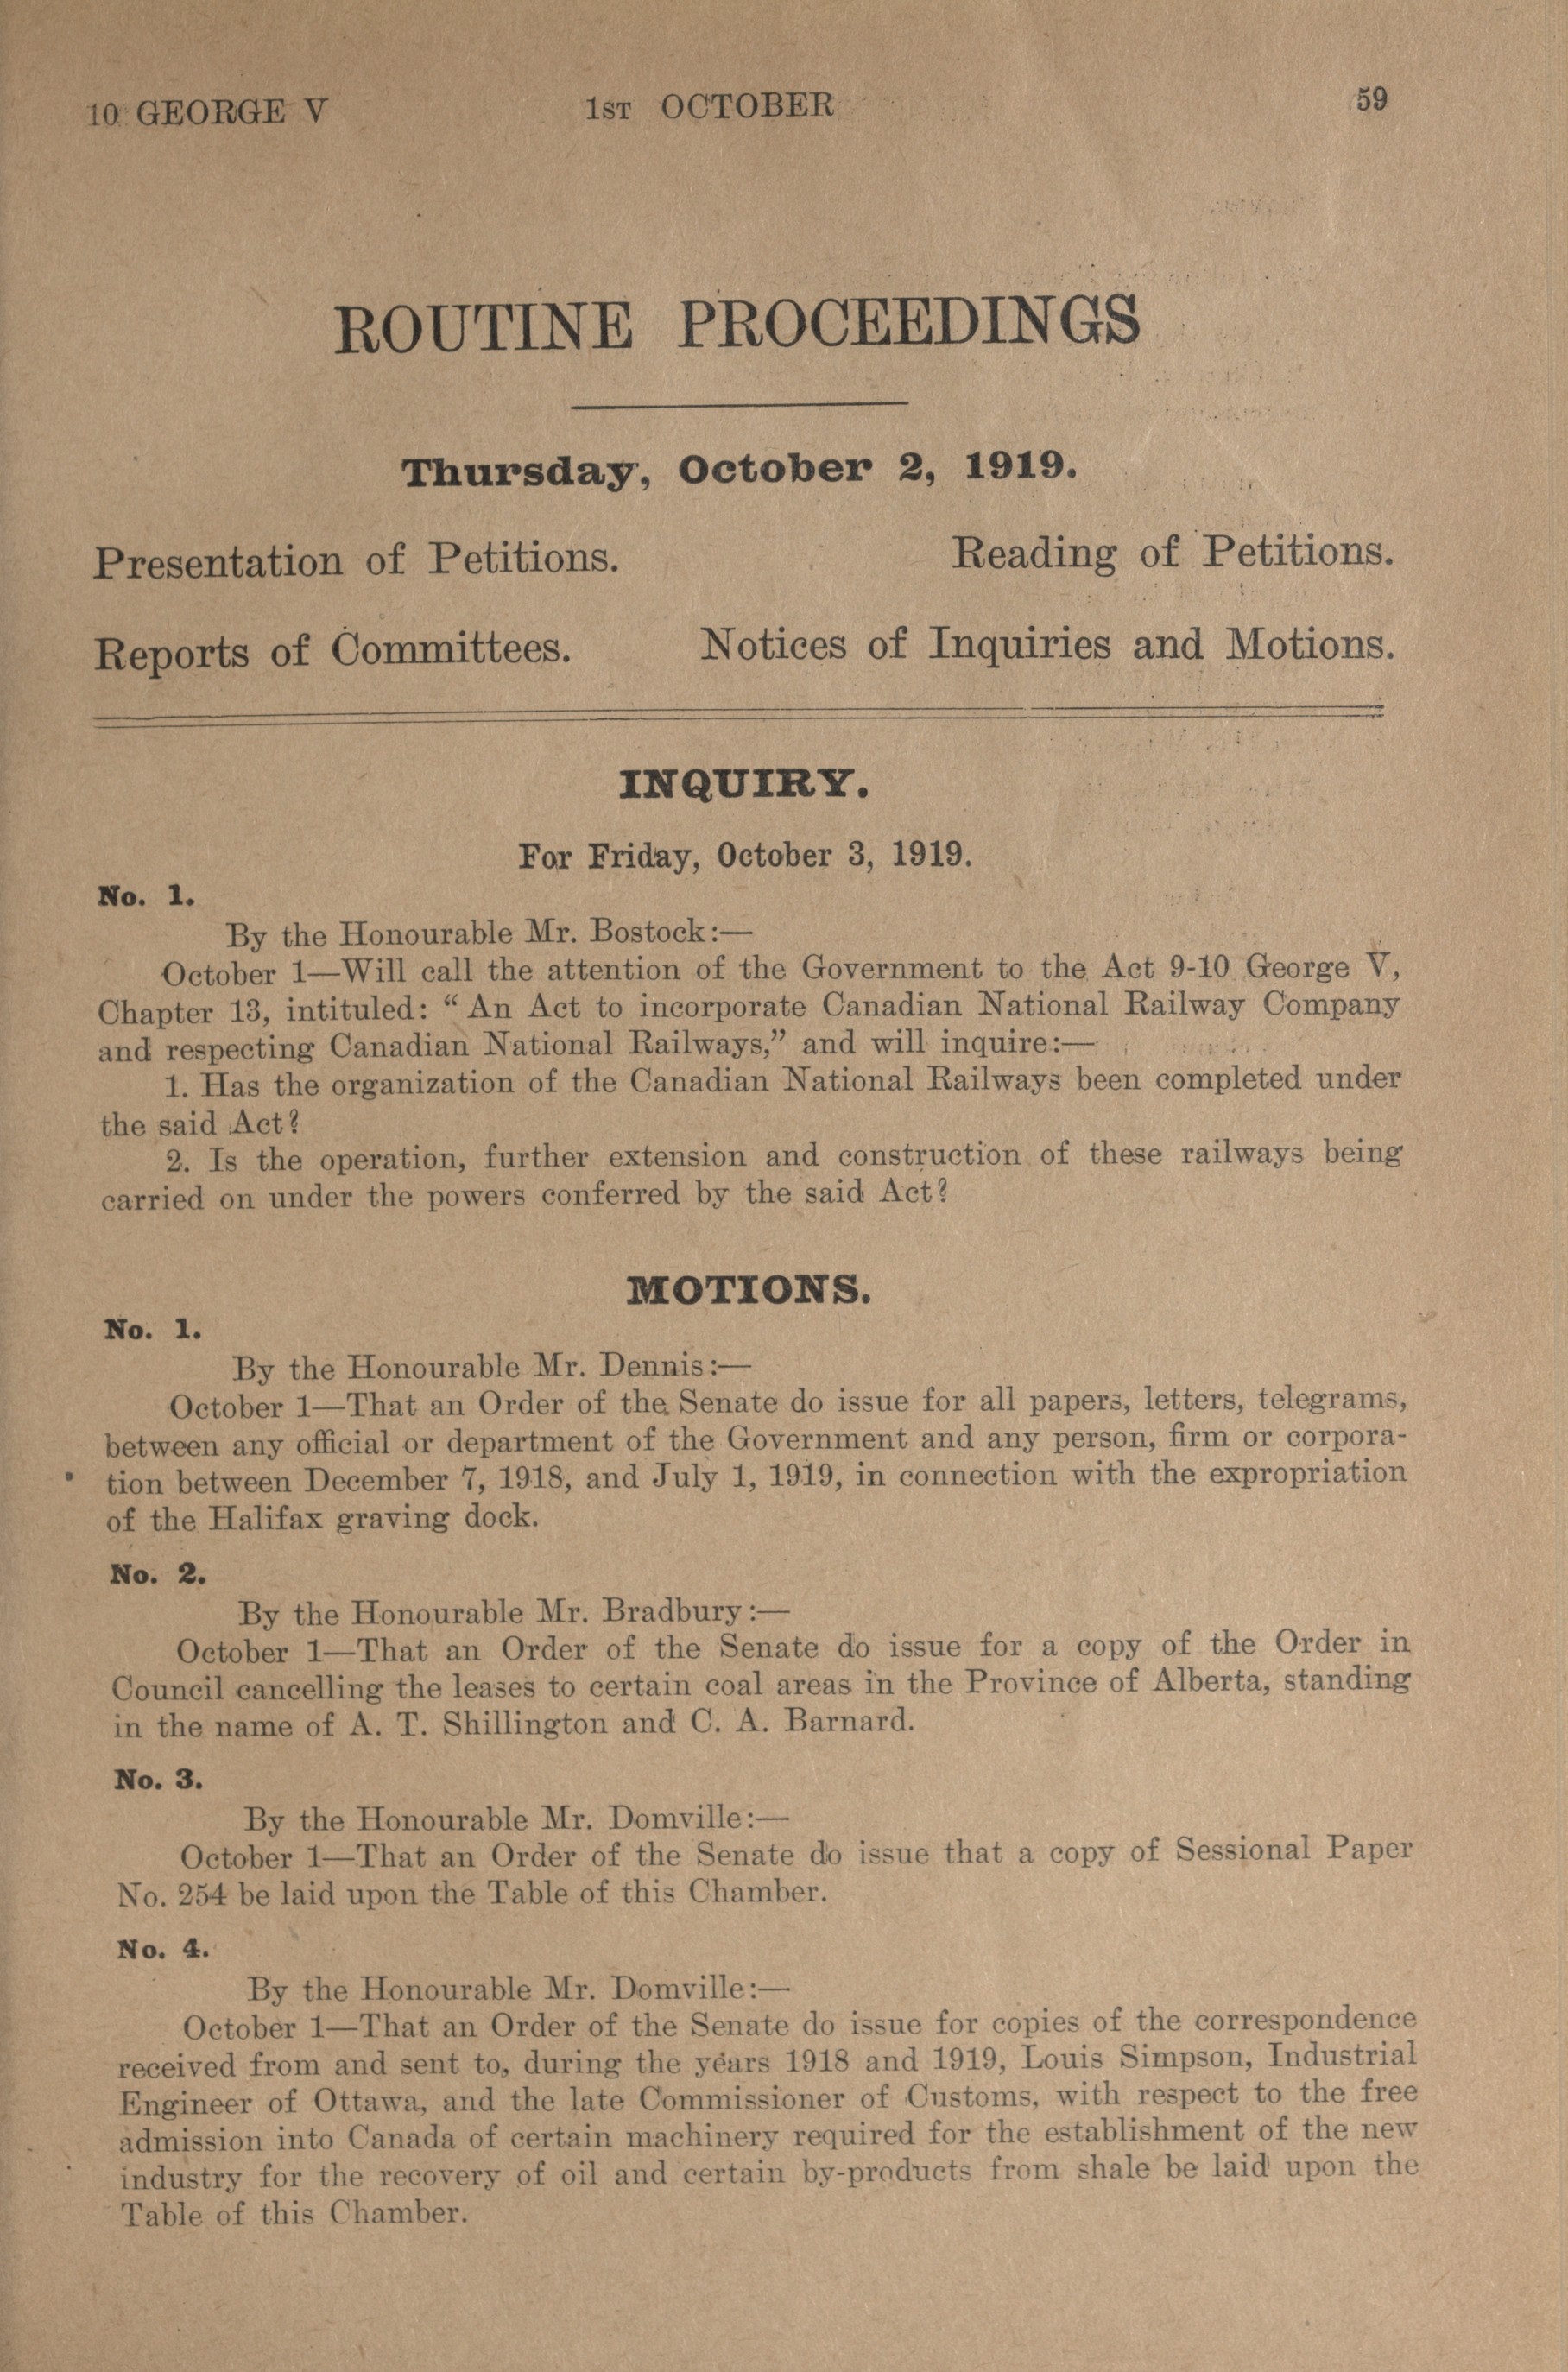 10 GEORGE V 1ST OCTOBER 59
ROUTINE PROCEEDINGS
Thursday, October 2, 1919.
Presentation of Petitions. Reading of Petitions.
Reports of Committees. Notices of Inquiries and Motions.
INQUIRY.
For Friday, October 3, 1919.
No. 1.
By the Honourable Mr. Bostock:—
October 1—Will call the attention of the Government to the Act 9-10 George V,
Chapter 13, intituled: “ An Act to incorporate Canadian National Railway Company
and respecting Canadian National Railways,” and will inquire:—
1. Has the organization of the Canadian National Railways been completed under
the said Act?
2. Is the operation, further extension and construction of these railways being
carried on under the powers conferred by the said Act?
MOTIONS.
No. 1.
By the Honourable Mr. Dennis:—
October 1—That an Order of the Senate do issue for all papers, letters, telegrams,
between any official or department of the Government and any person, firm or corpora-
tion between December 7, 1918, and July 1, 1919, in connection with the expropriation
of the Halifax graving dock.
No. 2.
By the Honourable Mr. Bradbury:—
October 1—That an Order of the Senate do issue for a copy of the Order in
Council cancelling the leases to certain coal areas in the Province of Alberta, standing
in the name of A. T. Shillington and C. A. Barnard.
No. 3.
By the Honourable Mr. Domville:—
October 1—That an Order of the Senate do issue that a copy of Sessional Paper
No. 254 be laid upon the Table of this Chamber.
No. 4.
By the Honourable Mr. Domville:—
October 1—That an Order of the Senate do issue for copies of the correspondence
received from and sent to, during the years 1918 and 1919, Louis Simpson, Industrial
Engineer of Ottawa, and the late Commissioner of Customs, with respect to the free
admission into Canada of certain machinery required for the establishment of the new
industry for the recovery of oil and certain by-products from shale be laid upon the
Table of this Chamber.